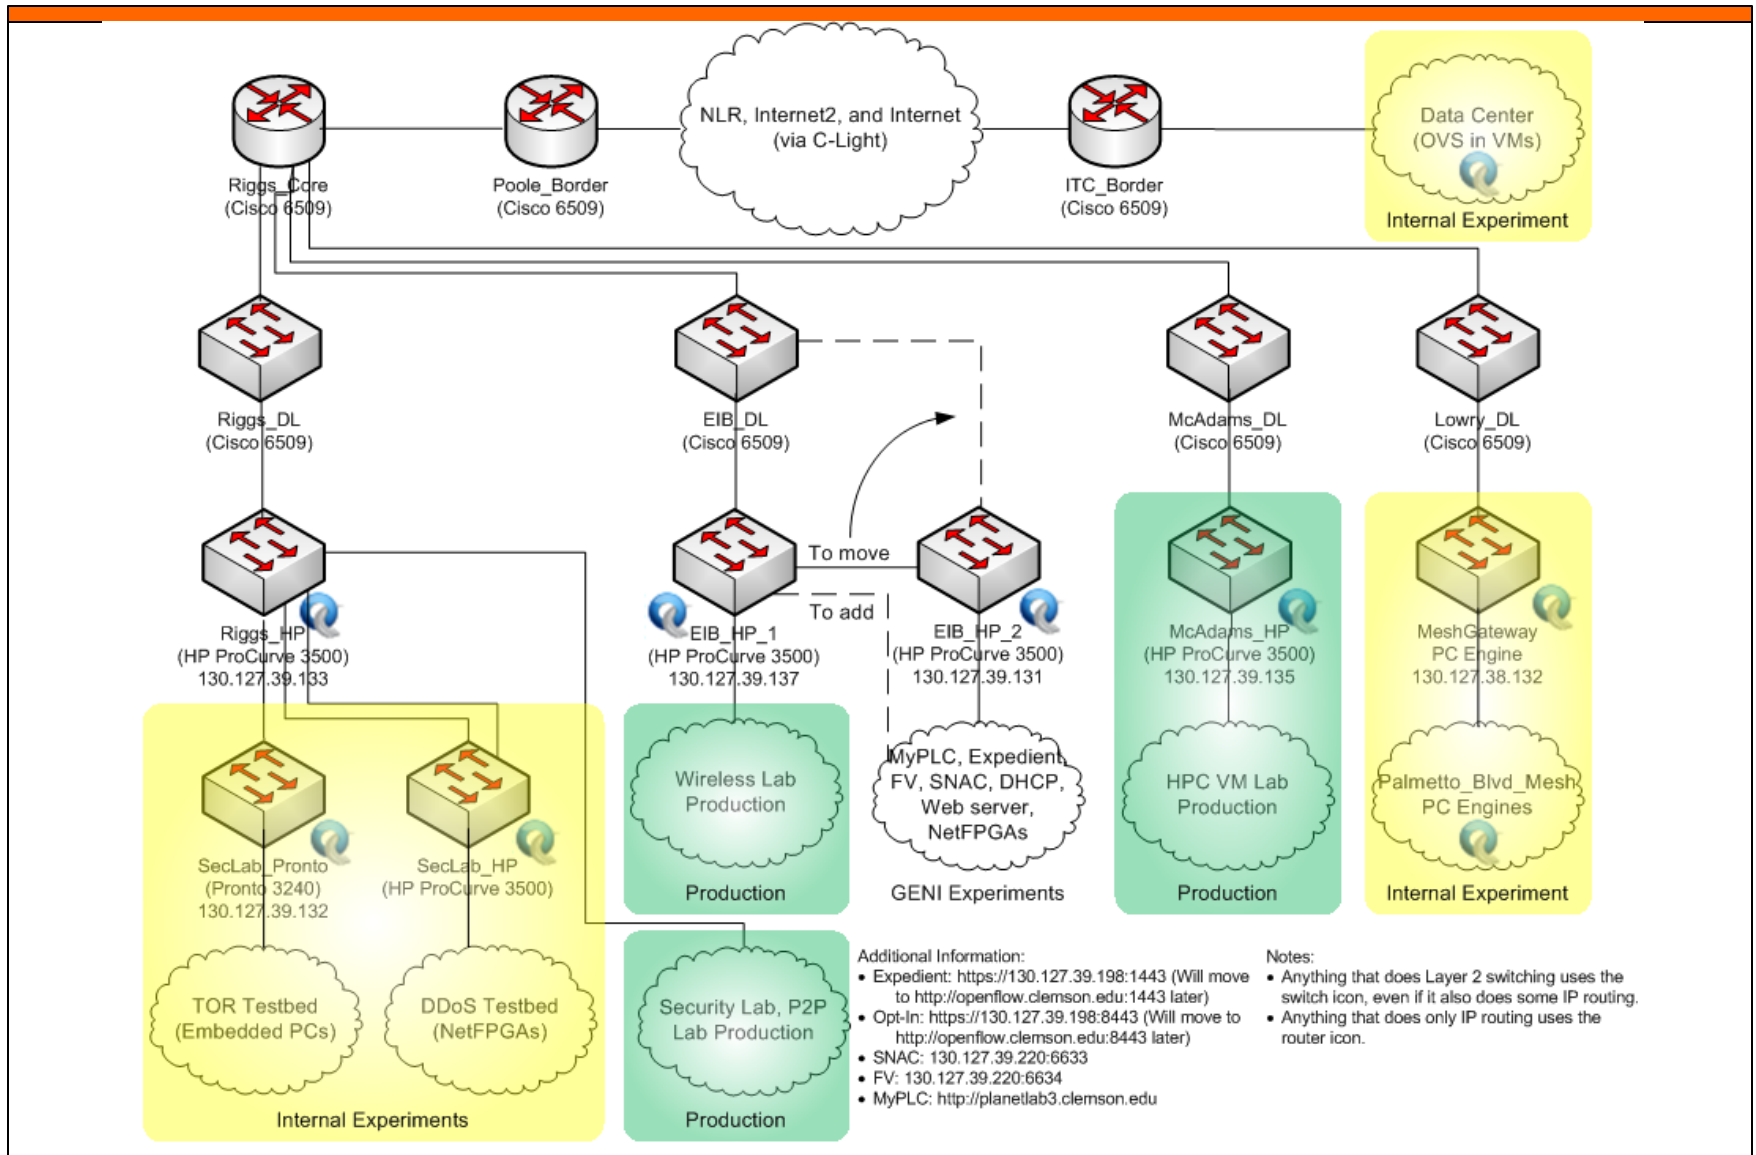 NLR, Internet2, and Internet
(via C-Light)
Data Center
(OVS in VMs)
Internal Experiment
Riggs_Core
(Cisco 6509)
Poole_Border
(Cisco 6509)
ITC_Border
(Cisco 6509)
Riggs_DL
(Cisco 6509)
EIB_DL
(Cisco 6509)
McAdams_DL
(Cisco 6509)
Lowry_DL
(Cisco 6509)
To move
To add
Riggs_HP
(HP ProCurve 3500)
130.127.39.133
EIB_HP_1
(HP ProCurve 3500)
130.127.39.137
EIB_HP_2
(HP ProCurve 3500)
130.127.39.131
McAdams_HP
(HP ProCurve 3500)
130.127.39.135
MeshGateway
PC Engine
130.127.38.132
Wireless Lab
Production
Production
MyPLC, Expedient,
FV, SNAC, DHCP,
Web server,
NetFPGAs
GENI Experiments
HPC VM Lab
Production
Production
Palmetto_Blvd_Mesh
PC Engines
Internal Experiment
SecLab_Pronto
(Pronto 3240)
130.127.39.132
SecLab_HP
(HP ProCurve 3500)
TOR Testbed
(Embedded PCs)
DDoS Testbed
(NetFPGAs)
Internal Experiments
Security Lab, P2P
Lab Production
Production
Additional Information:
• Expedient: https://130.127.39.198:1443 (Will move
to http://openflow.clemson.edu:1443 later)
• Opt-In: https://130.127.39.198:8443 (Will move to
http://openflow.clemson.edu:8443 later)
• SNAC: 130.127.39.220:6633
• FV: 130.127.39.220:6634
• MyPLC: http://planetlab3.clemson.edu
Notes:
• Anything that does Layer 2 switching uses the
switch icon, even if it also does some IP routing.
• Anything that does only IP routing uses the
router icon.